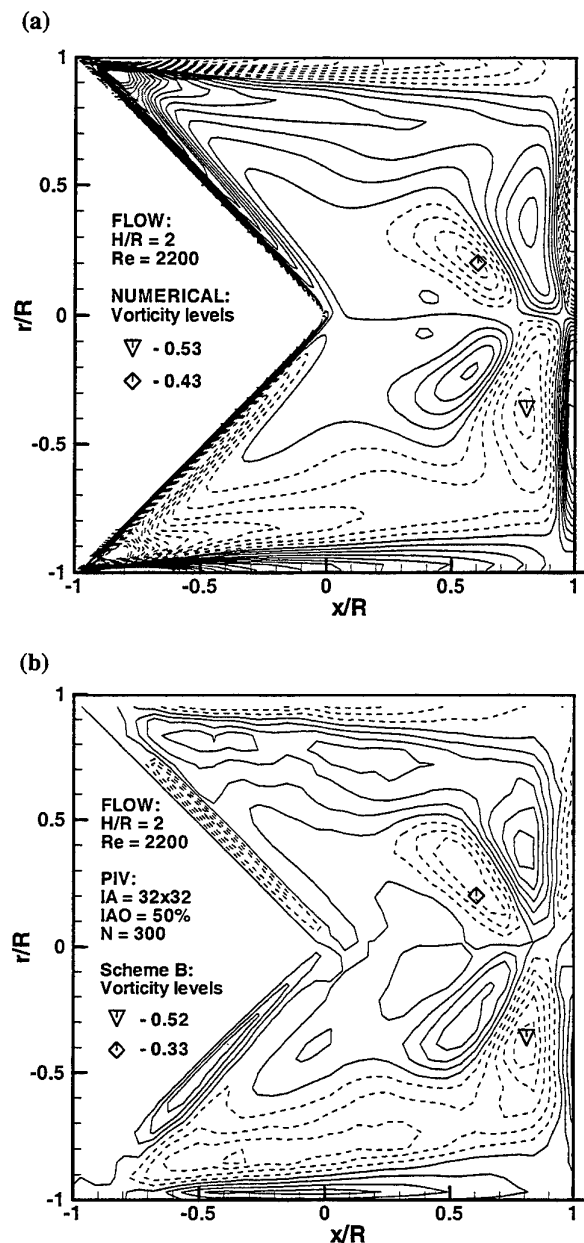 (a)
1
0.5
0
-0.5
-1
r/R
FLOW:
H/R = 2
Re = 2200
NUMERICAL:
Vorticity levels
- 0.53
- 0.43
-1
-0.5
0
0.5
1
x/R
(b)
1
0.5
0
-0.5
-1
r/R
FLOW:
H/R = 2
Re = 2200
PIV:
IA = 32x32
IAO = 50%
N = 300
Scheme B:
Vorticity levels
- 0.52
- 0.33
-1
-0.5
0
0.5
1
x/R